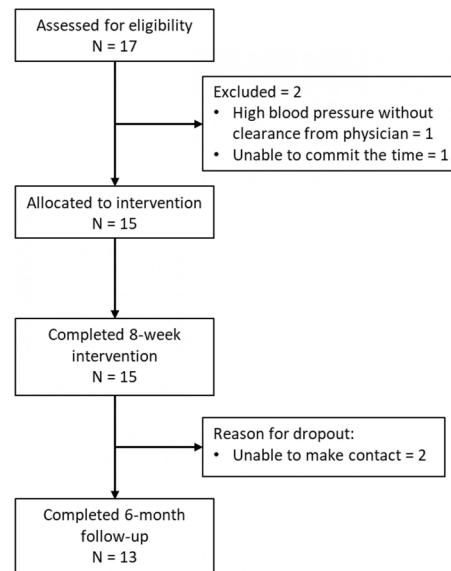 Assessed for eligibility
N = 17
Excluded = 2
• High blood pressure without
clearance from physician = 1
• Unable to commit the time = 1
Allocated to intervention
N = 15
Completed 8-week
intervention
N = 15
Reason for dropout:
• Unable to make contact = 2
Completed 6-month
follow-up
N = 13